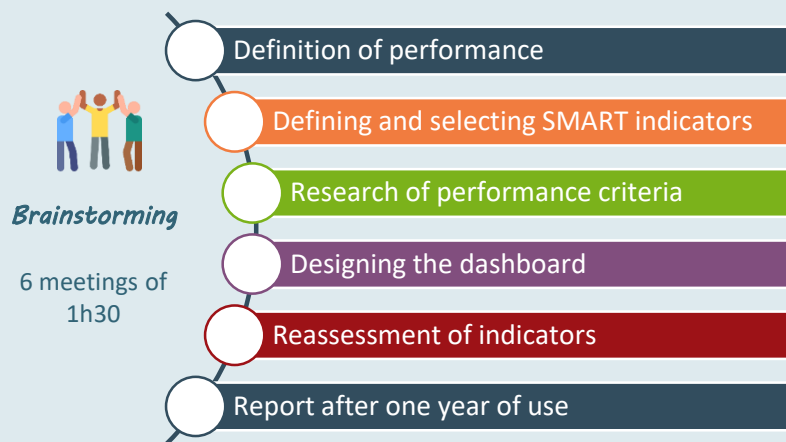 Definition of performance
Defining and selecting SMART indicators
Research of performance criteria
Brainstorming
Designing the dashboard
6 meetings of
1h30
Reassessment of indicators
Report after one year of use